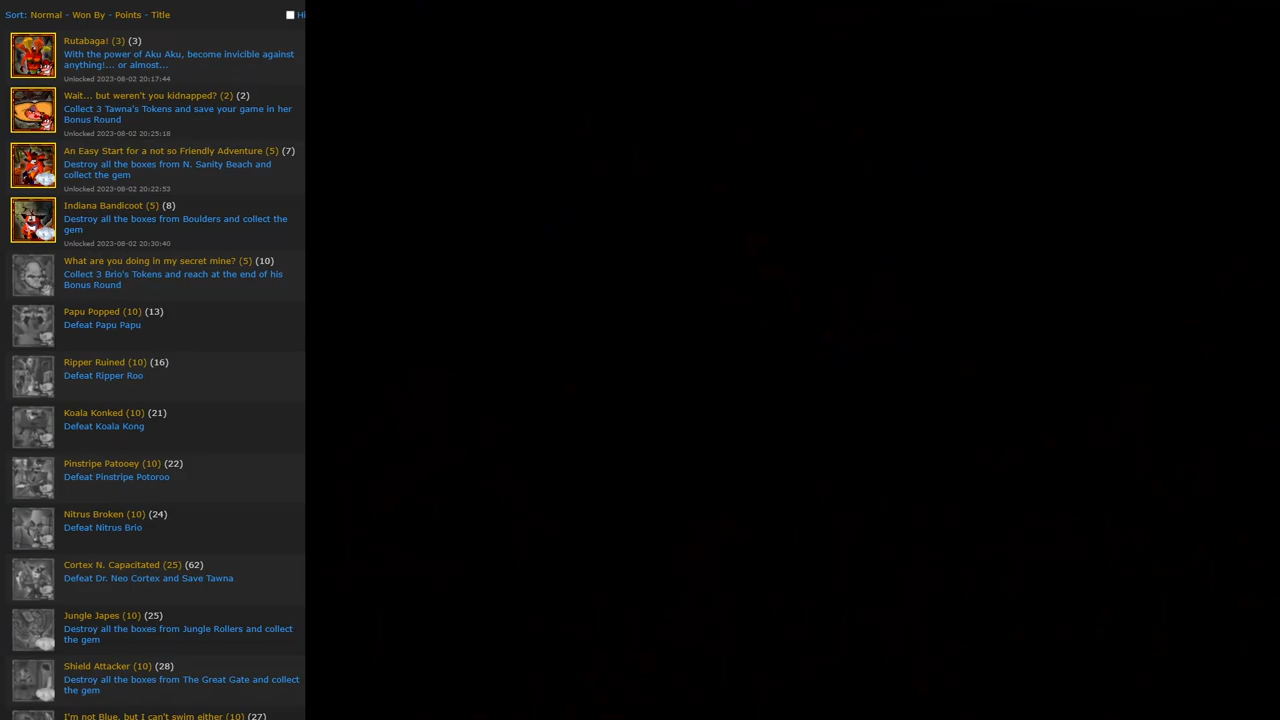 Sort: Normal - Won By - Points - Title
Rutabaga! (3) (3)
With the power of Aku Aku, become invicible against
anything!... or almost...
Unlocked 2023-08-02 20:17:44
Wait... but weren't you kidnapped? (2) (2)
Collect 3 Tawna's Tokens and save your game in her
Bonus Round
Unlocked 2023-08-02 20:25:18
An Easy Start for a not so Friendly Adventure (5) (7)
Destroy all the boxes from N. Sanity Beach and
collect the gem
Unlocked 2023-08-02 20:22:53
Indiana Bandicoot (5) (8)
Destroy all the boxes from Boulders and collect the
gem
Unlocked 2023-08-02 20:30:40
What are you doing in my secret mine? (5) (10)
Collect 3 Brio's Tokens and reach at the end of his
Bonus Round
Papu Popped (10) (13)
Defeat Papu Papu
Ripper Ruined (10) (16)
Defeat Ripper Roo
Koala Konked (10) (21)
Defeat Koala Kong
Pinstripe Patooey (10) (22)
Defeat Pinstripe Potoroo
Nitrus Broken (10) (24)
Defeat Nitrus Brio
Cortex N. Capacitated (25) (62)
Defeat Dr. Neo Cortex and Save Tawna
Jungle Japes (10) (25)
Destroy all the boxes from Jungle Rollers and collect
the gem
Shield Attacker (10) (28)
Destroy all the boxes from The Great Gate and collect
the gem
I'm not Blue, but I can't swim either (10) (27)